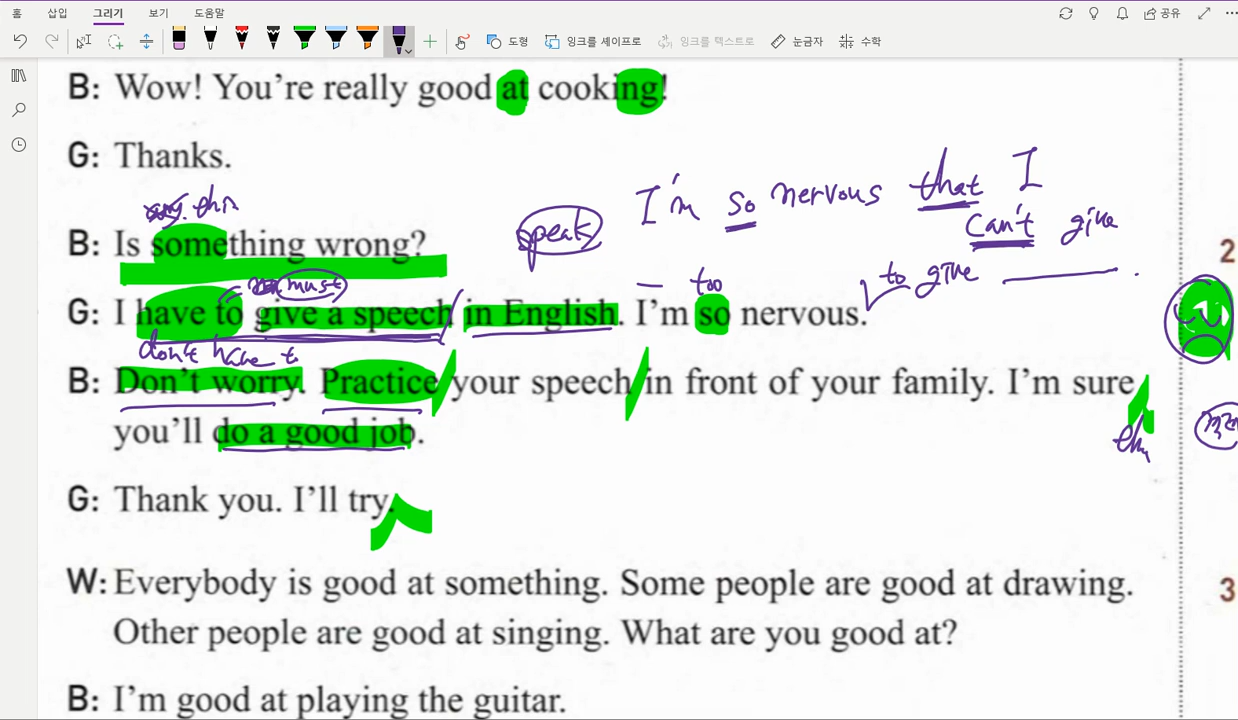 홈 삽입 그리기 보기 도움말
공유
도형 잉크를 셰이프로 잉크를 텍스트로 눈금자 수학
B: Wow! You're really good at cooking!
G: Thanks.
I'm so nervous that I
can't give
thin
B: Is something wrong?
speak
2
must
too
to give
G: I have to give a speech in English. I'm so nervous.
don't have t
B: Don't worry. Practice your speech in front of your family. I'm sure
you'll do a good job.
G: Thank you. I'll try.
W: Everybody is good at something. Some people are good at drawing.
3
Other people are good at singing. What are you good at?
B: I'm good at playing the guitar.